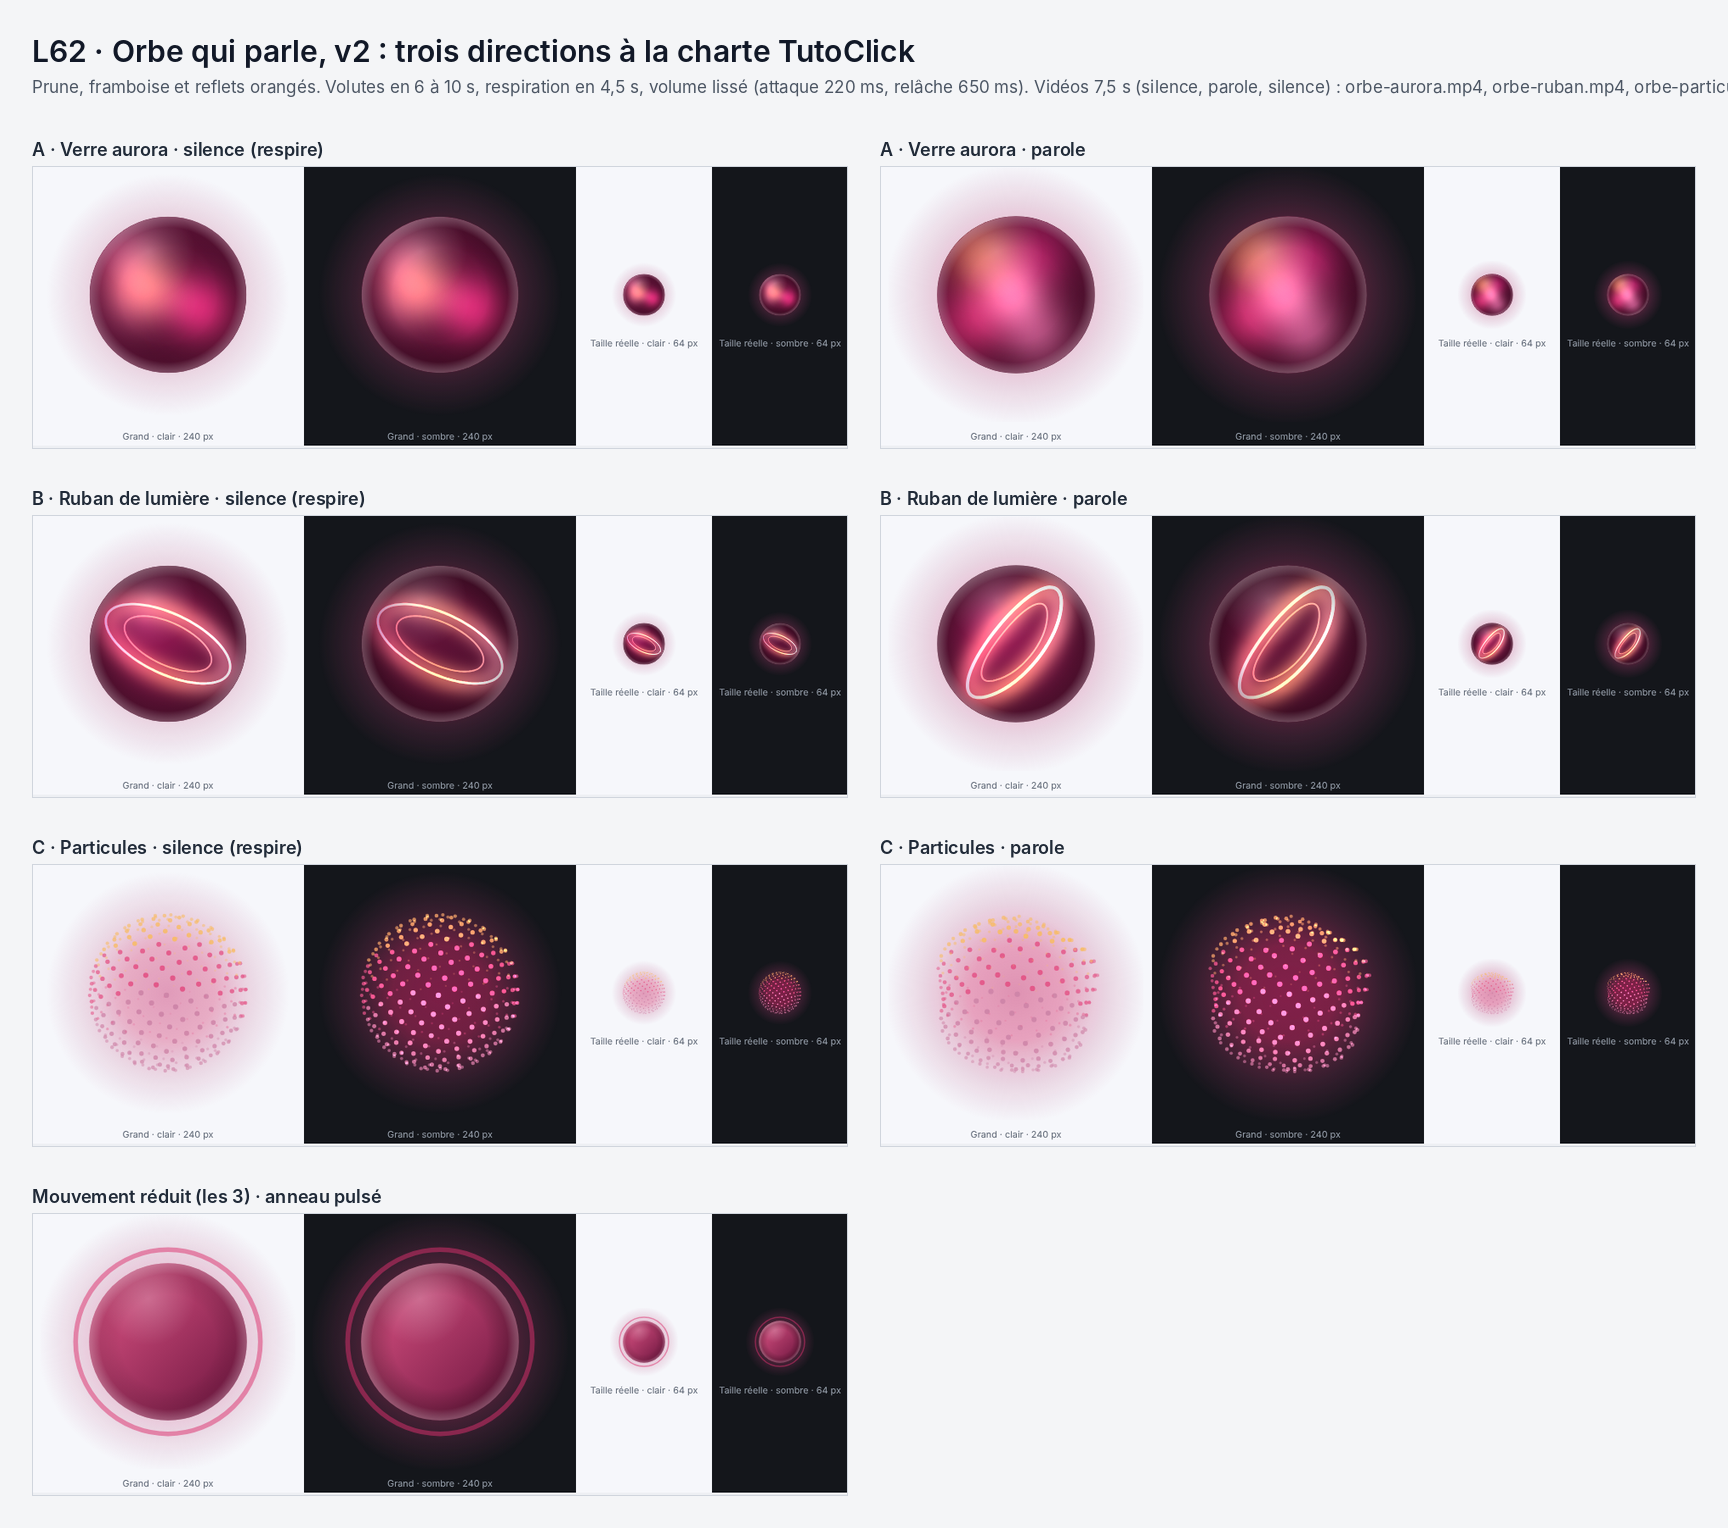 L62 · Orbe qui parle, v2 : trois directions à la charte TutoClick
Prune, framboise et reflets orangés. Volutes en 6 à 10 s, respiration en 4,5 s, volume lissé (attaque 220 ms, relâche 650 ms). Vidéos 7,5 s (silence, parole, silence) : orbe-aurora.mp4, orbe-ruban.mp4,
A · Verre aurora · silence (respire)
Grand · clair · 240 px
Grand · sombre · 240 px
Taille réelle · clair · 64 px
Taille réelle · sombre · 64 px
A · Verre aurora · parole
Grand · clair · 240 px
Grand · sombre · 240 px
Taille réelle · clair · 64 px
Taille réelle · sombre · 64 px
B · Ruban de lumière · silence (respire)
Grand · clair · 240 px
Grand · sombre · 240 px
Taille réelle · clair · 64 px
Taille réelle · sombre · 64 px
B · Ruban de lumière · parole
Grand · clair · 240 px
Grand · sombre · 240 px
Taille réelle · clair · 64 px
Taille réelle · sombre · 64 px
C · Particules · silence (respire)
Grand · clair · 240 px
Grand · sombre · 240 px
Taille réelle · clair · 64 px
Taille réelle · sombre · 64 px
C · Particules · parole
Grand · clair · 240 px
Grand · sombre · 240 px
Taille réelle · clair · 64 px
Taille réelle · sombre · 64 px
Mouvement réduit (les 3) · anneau pulsé
Grand · clair · 240 px
Grand · sombre · 240 px
Taille réelle · clair · 64 px
Taille réelle · sombre · 64 px